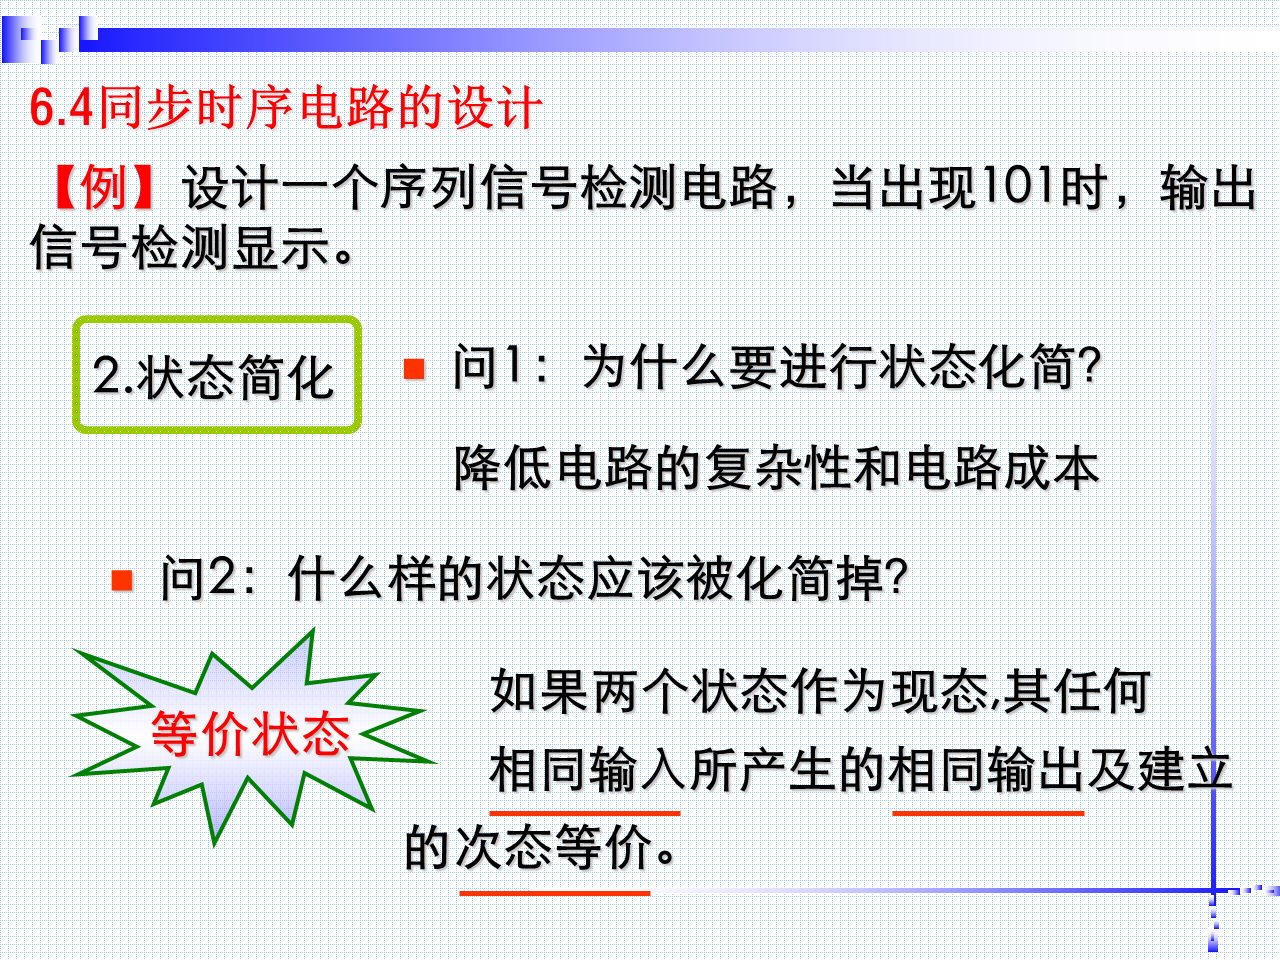 6.4同步时序电路的设计
【例】设计一个序列信号检测电路，当出现101时，输出
信号检测显示。
2.状态简化
问1：为什么要进行状态化简?
降低电路的复杂性和电路成本
问2：什么样的状态应该被化简掉?
等价状态
如果两个状态作为现态,其任何
相同输入所产生的相同输出及建立
的次态等价。